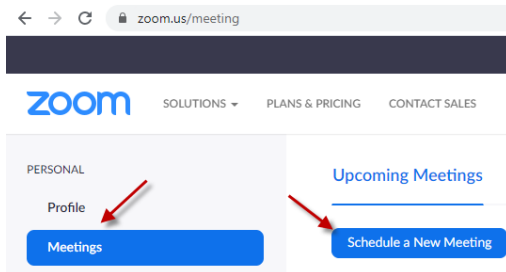 zoom.us/meeting
zoom SOLUTIONS PLANS & PRICING CONTACT SALES
PERSONAL
Profile
Meetings
Upcoming Meetings
Schedule a New Meeting